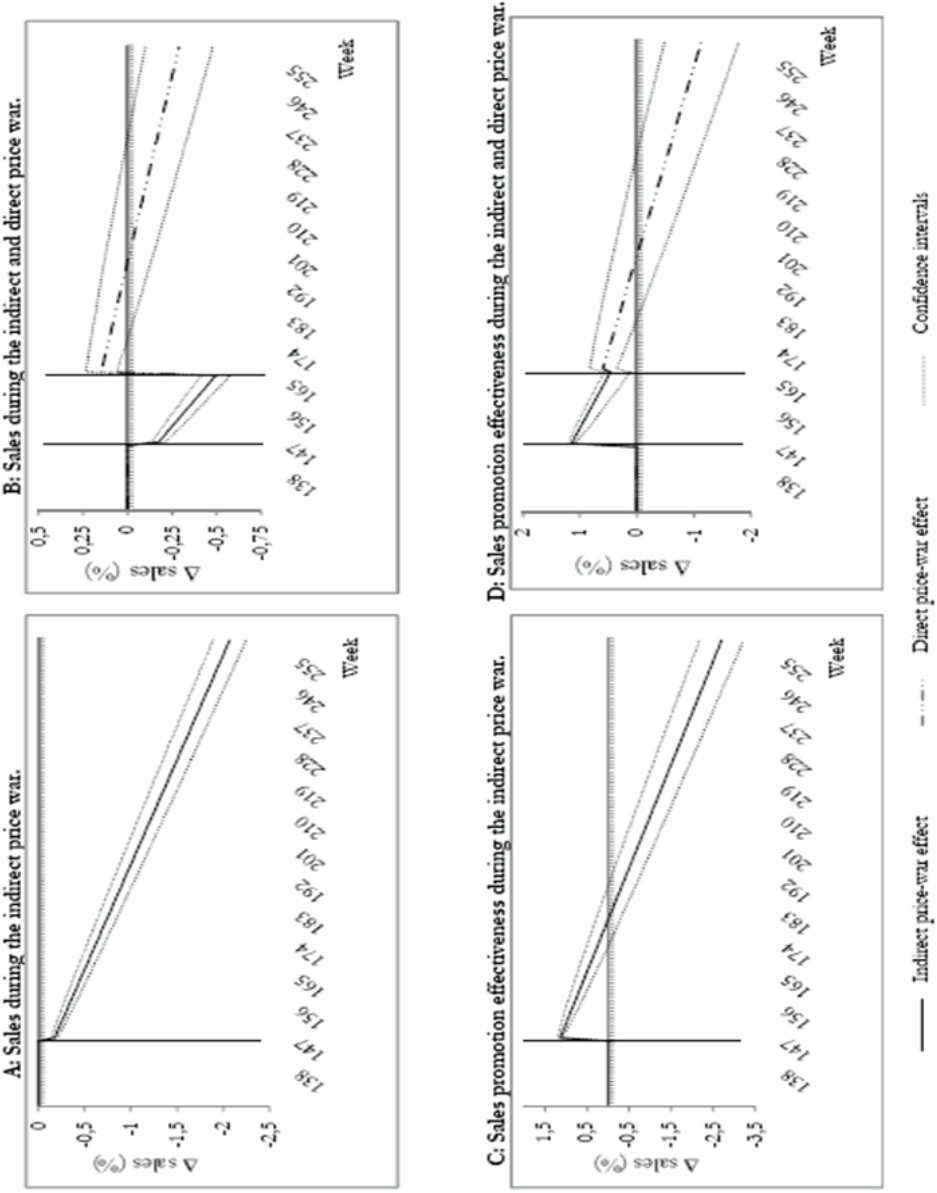 A: Sales during the indirect price war.
Δ sales (%)
0
-0,5
-1
-1,5
-2
-2,5
138 147 156 165 174 183 192 201 210 219 228 237 246 255
Week
B: Sales during the indirect and direct price war.
Δ sales (%)
0,5
0,25
0
-0,25
-0,5
-0,75
138 147 156 165 174 183 192 201 210 219 228 237 246 255
Week
C: Sales promotion effectiveness during the indirect price war.
Δ sales (%)
1,5
0,5
-0,5
-1,5
-2,5
-3,5
138 147 156 165 174 183 192 201 210 219 228 237 246 255
Week
D: Sales promotion effectiveness during the indirect and direct price war.
Δ sales (%)
2
1
0
-1
-2
138 147 156 165 174 183 192 201 210 219 228 237 246 255
Week
Indirect price-war effect Direct price-war effect Confidence intervals